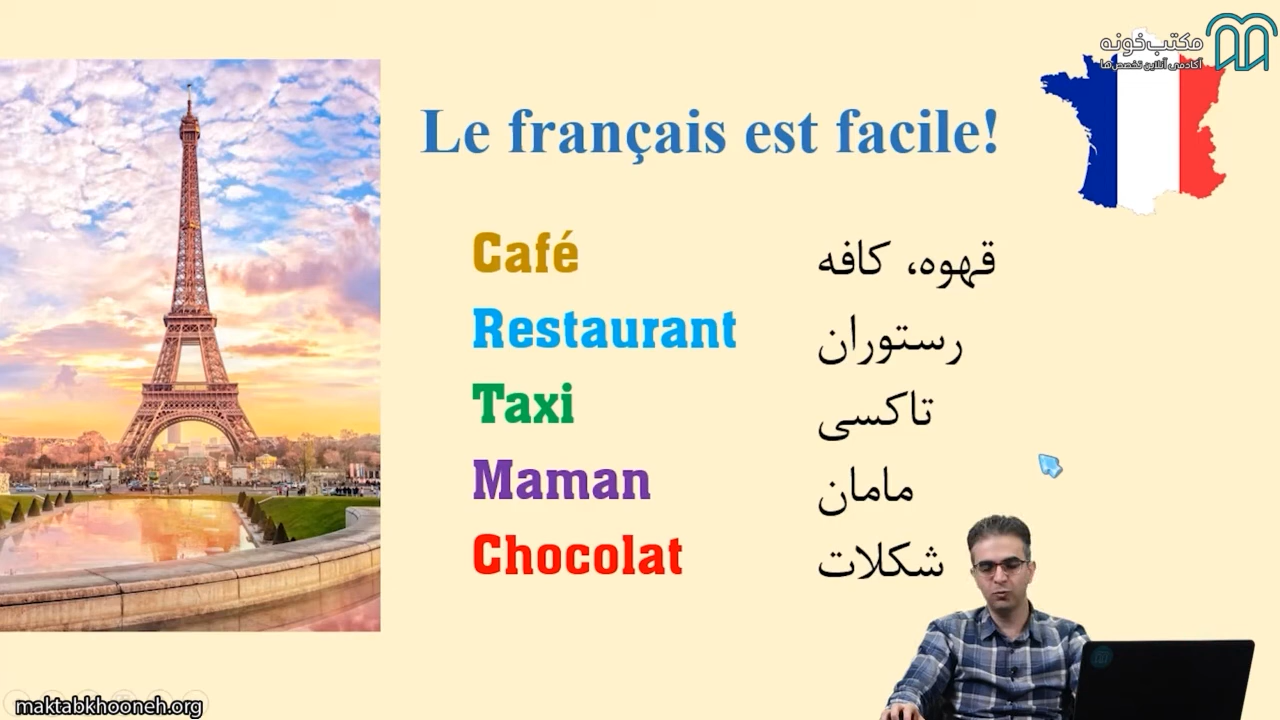 مکتب‌خونه
آکادمی آنلاین تخصص‌ها
Le français est facile!
Café قهوه، کافه
Restaurant رستوران
Taxi تاکسی
Maman مامان
Chocolat شکلات
maktabkhooneh.org